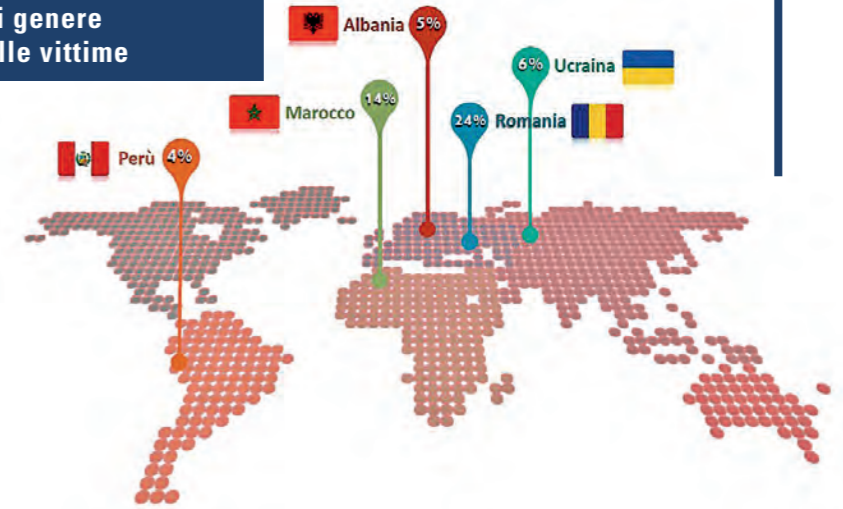 i genere
lle vittime
Albania 5%
6% Ucraina
Marocco 14%
24% Romania
Perù 4%